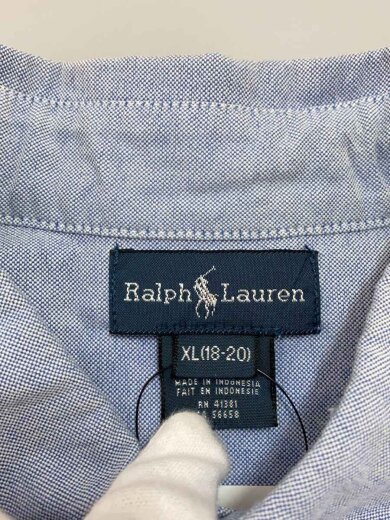 Ralph Lauren
XL(18-20)
MADE IN INDONESIA
FAIT EN INDONESIE
RN 41381
56658